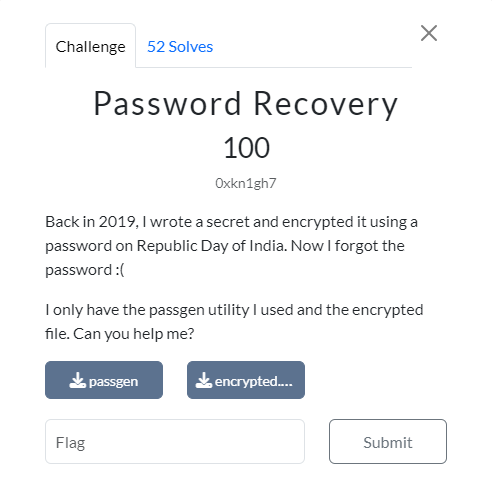 Challenge
52 Solves
Password Recovery
100
0xkn1gh7
Back in 2019, I wrote a secret and encrypted it using a
password on Republic Day of India. Now I forgot the
password :(
I only have the passgen utility I used and the encrypted
file. Can you help me?
passgen
encrypted....
Flag
Submit